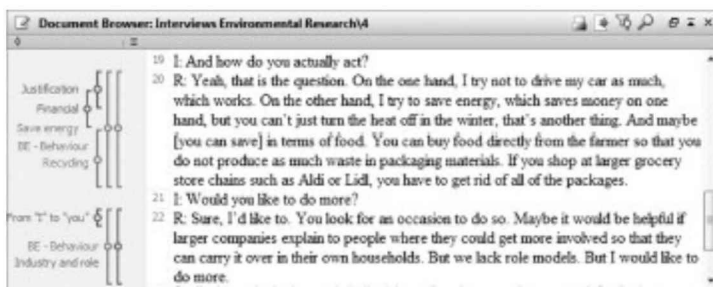 Document Browser: Interviews Environmental Research\4
19 I: And how do you actually act?
Justification
20 R: Yeah, that is the question. On the one hand, I try not to drive my car as much,
Financial
which works. On the other hand, I try to save energy, which saves money on one
Save energy
hand, but you can't just turn the heat off in the winter, that's another thing. And maybe
BE - Behaviour
[you can save] in terms of food. You can buy food directly from the farmer so that you
Recycling
do not produce as much waste in packaging materials. If you shop at larger grocery
store chains such as Aldi or Lidl, you have to get rid of all of the packages.
21 I: Would you like to do more?
From "I" to "you"
22 R: Sure, I'd like to. You look for an occasion to do so. Maybe it would be helpful if
BE - Behaviour
larger companies explain to people where they could get more involved so that they
Industry and role
can carry it over in their own households. But we lack role models. But I would like to
do more.